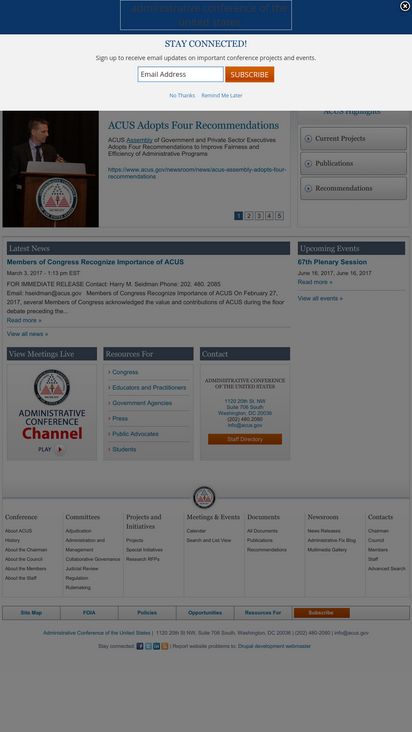 administrative conference of the
united states
STAY CONNECTED!
Sign up to receive email updates on important conference projects and events.
Email Address
SUBSCRIBE
No Thanks Remind Me Later
ACUS Highlights
ACUS Adopts Four Recommendations
ACUS Assembly of Government and Private Sector Executives
Adopts Four Recommendations to Improve Fairness and
Efficiency of Administrative Programs
https://www.acus.gov/newsroom/news/acus-assembly-adopts-four-
recommendations
1 2 3 4 5
Current Projects
Publications
Recommendations
Latest News
Members of Congress Recognize Importance of ACUS
March 3, 2017 - 1:13 pm EST
FOR IMMEDIATE RELEASE Contact: Harry M. Seidman Phone: 202. 480. 2085
Email: hseidman@acus.gov Members of Congress Recognize Importance of ACUS On February 27,
2017, several Members of Congress acknowledged the value and contributions of ACUS during the floor
debate preceding the...
Read more »
View all news »
Upcoming Events
67th Plenary Session
June 16, 2017, June 16, 2017
Read more »
View all events »
View Meetings Live
ADMINISTRATIVE
CONFERENCE
Channel
PLAY
Resources For
Congress
Educators and Practitioners
Government Agencies
Press
Public Advocates
Students
Contact
ADMINISTRATIVE CONFERENCE
OF THE UNITED STATES
1120 20th St, NW
Suite 706 South
Washington, DC 20036
(202) 480-2080
info@acus.gov
Staff Directory
Conference
About ACUS
History
About the Chairman
About the Council
About the Members
About the Staff
Committees
Adjudication
Administration and
Management
Collaborative Governance
Judicial Review
Regulation
Rulemaking
Projects and
Initiatives
Projects
Special Initiatives
Research RFPs
Meetings & Events
Calendar
Search and List View
Documents
All Documents
Publications
Recommendations
Newsroom
News Releases
Administrative Fix Blog
Multimedia Gallery
Contacts
Chairman
Council
Members
Staff
Advanced Search
Site Map FOIA Policies Opportunities Resources For Subscribe
Administrative Conference of the United States | 1120 20th St NW, Suite 706 South, Washington, DC 20036 | (202) 480-2080 | info@acus.gov
Stay connected: | Report website problems to: Drupal development webmaster